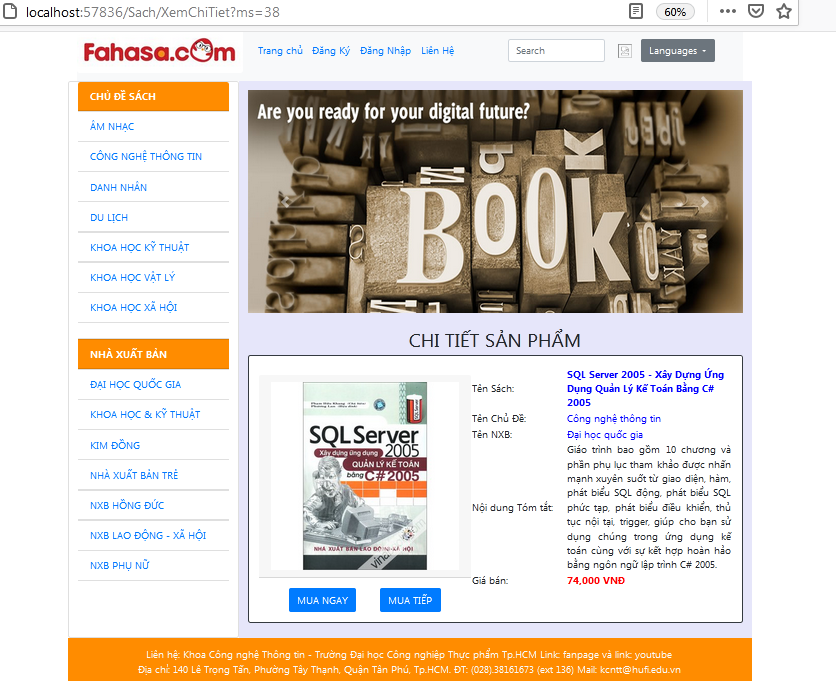 localhost:57836/Sach/XemChiTiet?ms=38
60%
Fahasa.com
Trang chủ Đăng Ký Đăng Nhập Liên Hệ
Search
Languages
CHỦ ĐỀ SÁCH
ÂM NHẠC
CÔNG NGHỆ THÔNG TIN
DANH NHÂN
DU LỊCH
KHOA HỌC KỸ THUẬT
KHOA HỌC VẬT LÝ
KHOA HỌC XÃ HỘI
NHÀ XUẤT BẢN
ĐẠI HỌC QUỐC GIA
KHOA HỌC & KỸ THUẬT
KIM ĐỒNG
NHÀ XUẤT BẢN TRẺ
NXB HỒNG ĐỨC
NXB LAO ĐỘNG - XÃ HỘI
NXB PHỤ NỮ
Are you ready for your digital future?
BOOK
CHI TIẾT SẢN PHẨM
SQL Server
2005
Xây dựng ứng dụng
QUẢN LÝ KẾ TOÁN
bằng C# 2005
NHÀ XUẤT BẢN LAO ĐỘNG-XÃ HỘI
MUA NGAY
MUA TIẾP
Tên Sách:
SQL Server 2005 - Xây Dựng Ứng
Dụng Quản Lý Kế Toán Bằng C#
2005
Tên Chủ Đề:
Công nghệ thông tin
Tên NXB:
Đại học quốc gia
Nội dung Tóm tắt:
Giáo trình bao gồm 10 chương và
phần phụ lục tham khảo được nhấn
mạnh xuyên suốt từ giao diện, hàm,
phát biểu SQL động, phát biểu SQL
phức tạp, phát biểu điều khiển, thủ
tục nội tại, trigger, giúp cho bạn sử
dụng chúng trong ứng dụng kế
toán cùng với sự kết hợp hoàn hảo
bằng ngôn ngữ lập trình C# 2005.
Giá bán:
74,000 VNĐ
Liên hệ: Khoa Công nghệ Thông tin - Trường Đại học Công nghiệp Thực phẩm Tp.HCM Link: fanpage và link: youtube
Địa chỉ: 140 Lê Trọng Tấn, Phường Tây Thạnh, Quận Tân Phú, Tp.HCM. ĐT: (028).38161673 (ext 136) Mail: kcntt@hufi.edu.vn